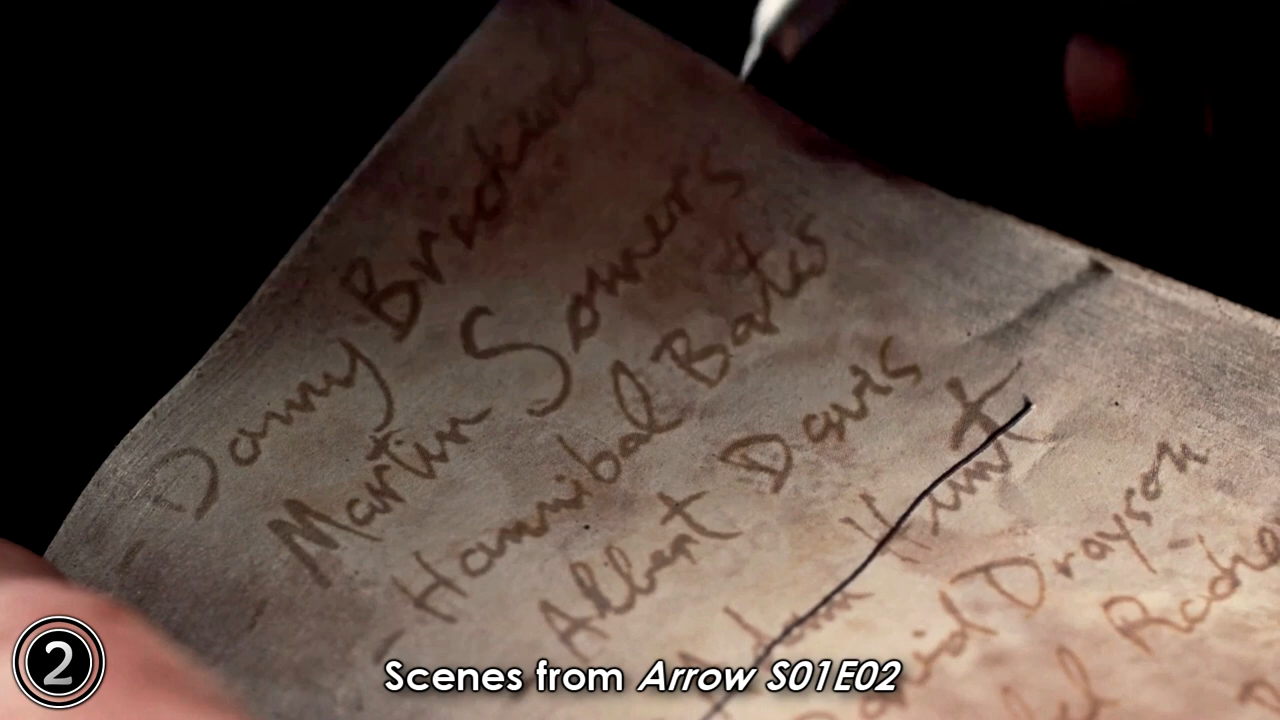 Danny Brickwell
Martin Somers
Hannibal Bates
Albert Davis
Adam Hunt
David Drayson
2
Scenes from Arrow S01E02